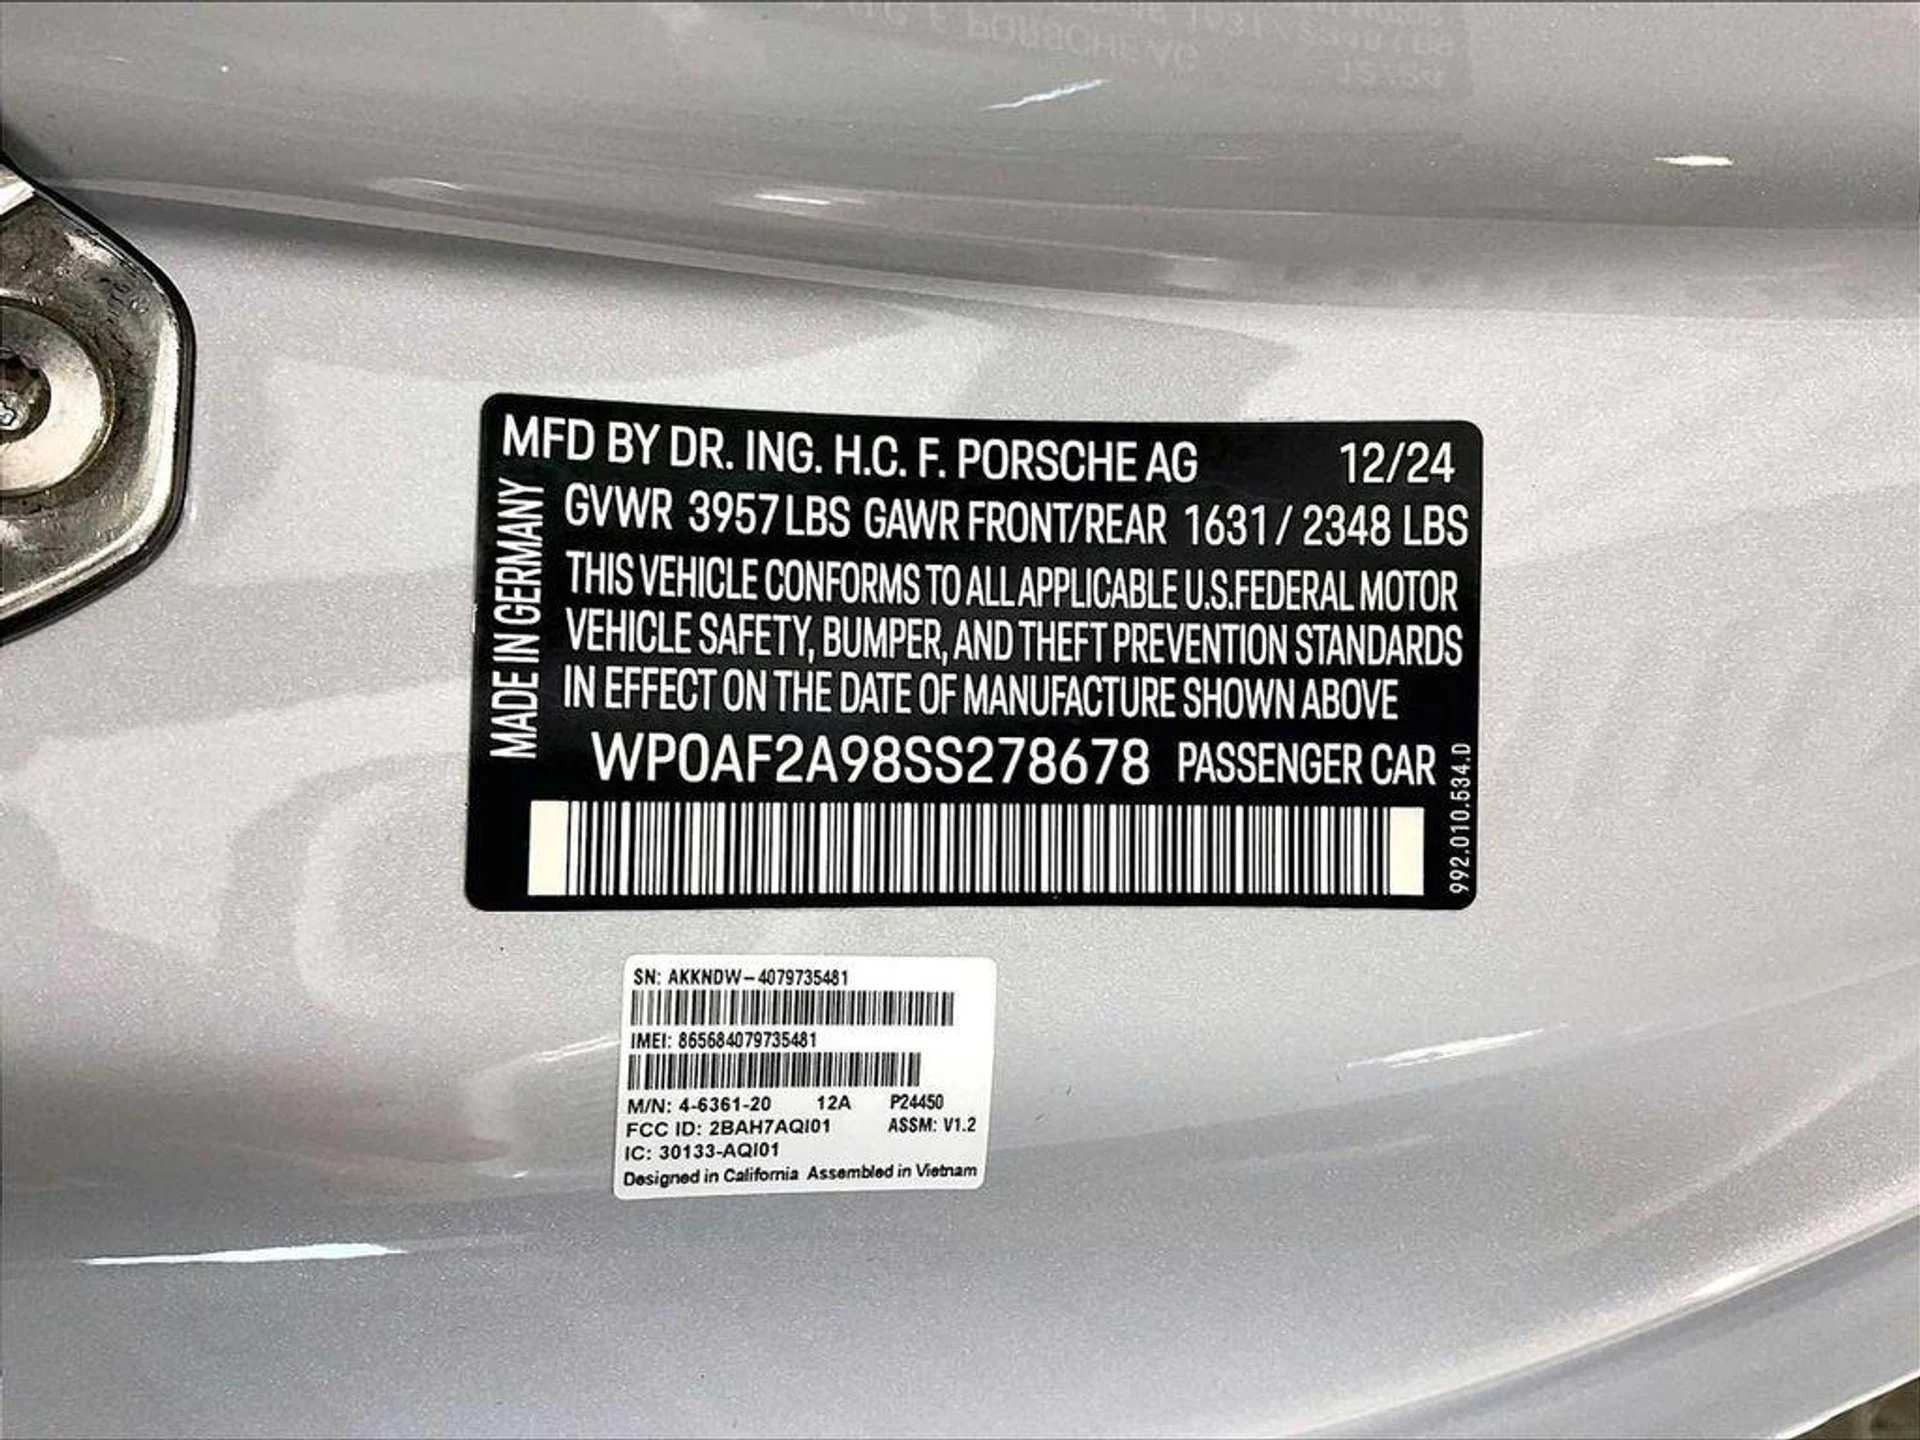 MFD BY DR. ING. H.C. F. PORSCHE AG 12/24
GVWR 3957 LBS GAWR FRONT/REAR 1631 / 2348 LBS
THIS VEHICLE CONFORMS TO ALL APPLICABLE U.S.FEDERAL MOTOR
VEHICLE SAFETY, BUMPER, AND THEFT PREVENTION STANDARDS
IN EFFECT ON THE DATE OF MANUFACTURE SHOWN ABOVE
WP0AF2A98SS278678 PASSENGER CAR
MADE IN GERMANY
992.010.534.D
SN: AKKNDW-4079735481
IMEI: 865684079735481
M/N: 4-6361-20 12A P24450
FCC ID: 2BAH7AQI01 ASSM: V1.2
IC: 30133-AQI01
Designed in California Assembled in Vietnam